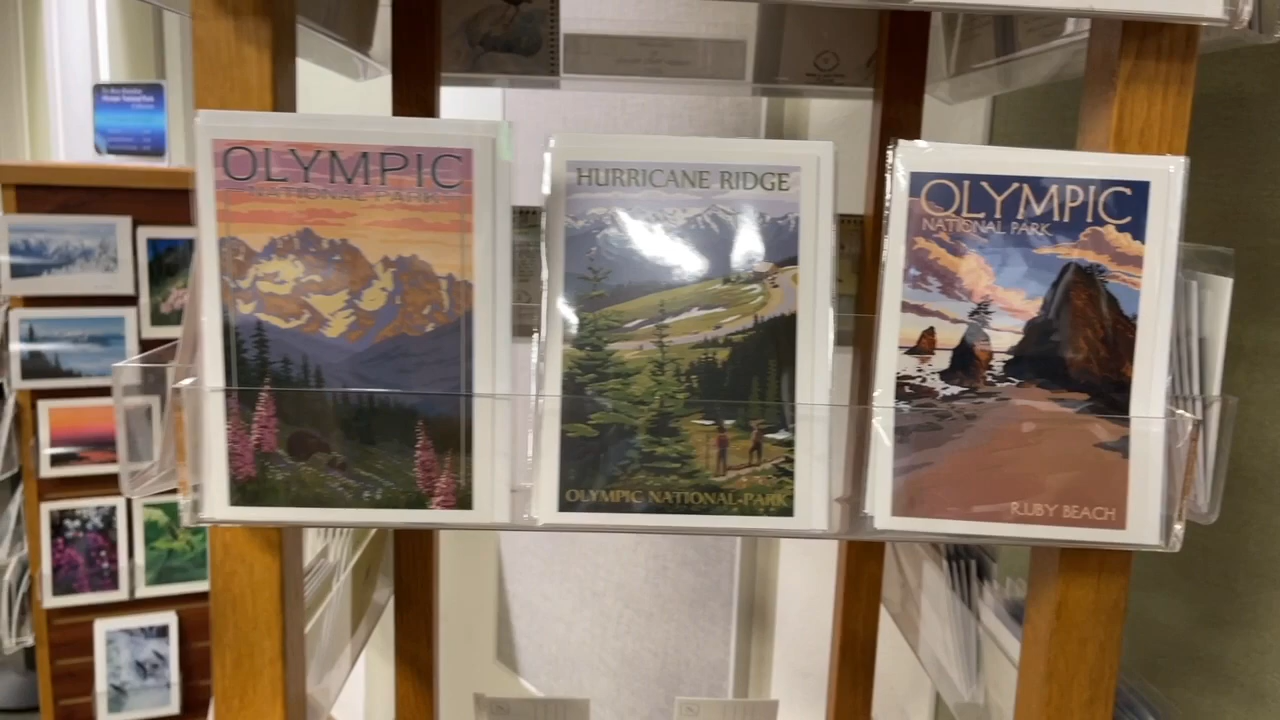 OLYMPIC
NATIONAL PARK
HURRICANE RIDGE
OLYMPIC NATIONAL PARK
OLYMPIC
NATIONAL PARK
RUBY BEACH